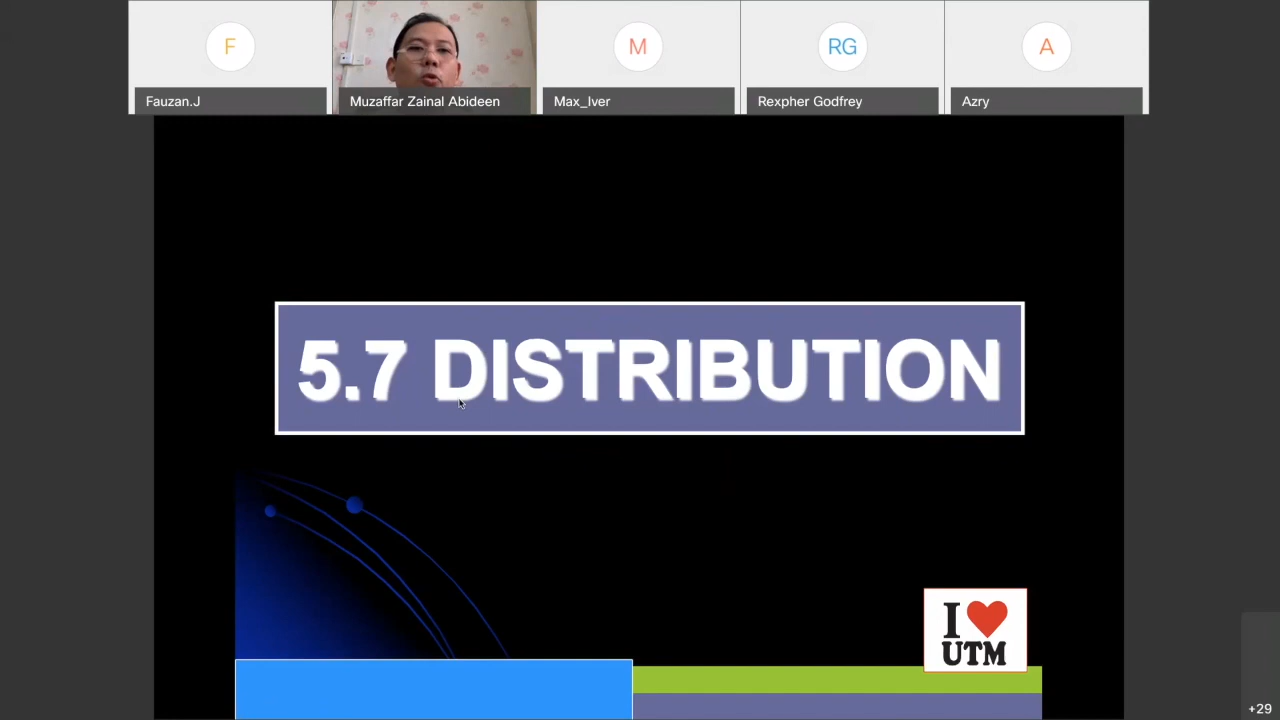 F
M
RG
A
Fauzan.J
Muzaffar Zainal Abideen
Max_Iver
Rexpher Godfrey
Azry
5.7 DISTRIBUTION
I
UTM
+29